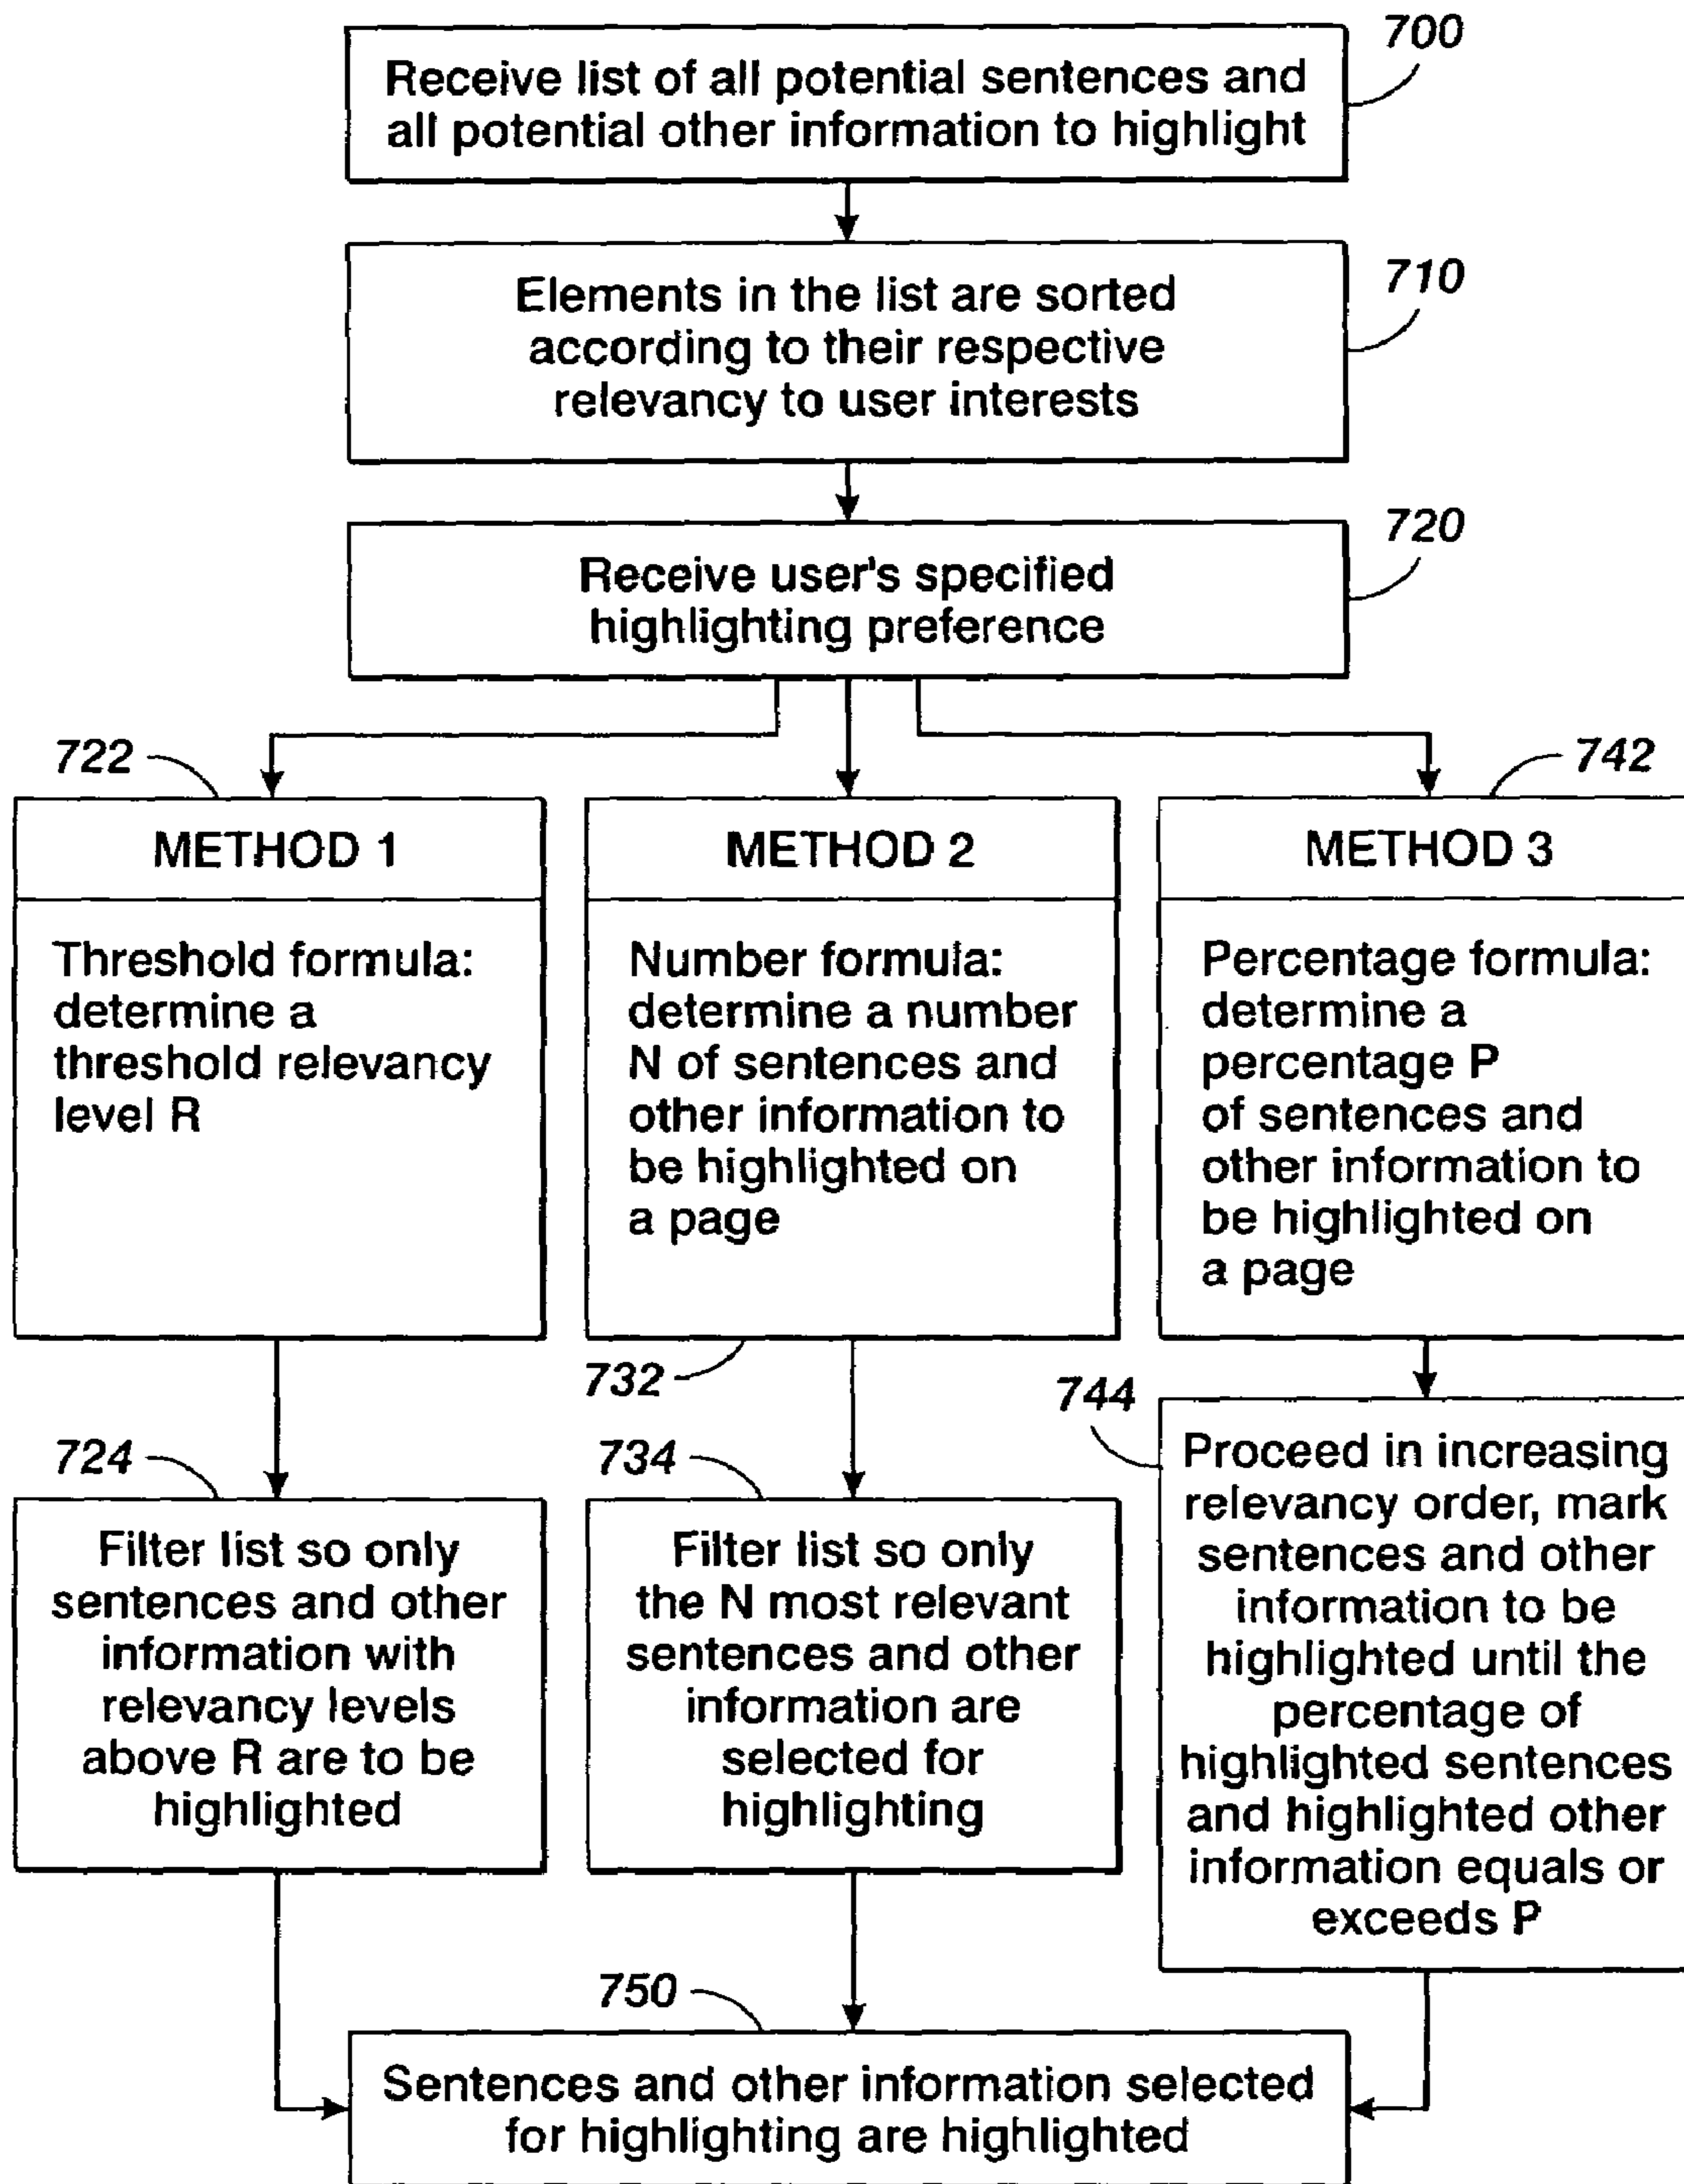 700
Receive list of all potential sentences and
all potential other information to highlight
710
Elements in the list are sorted
according to their respective
relevancy to user interests
720
Receive user's specified
highlighting preference
722
METHOD 1
Threshold formula:
determine a
threshold relevancy
level R
METHOD 2
Number formula:
determine a number
N of sentences and
other information to
be highlighted on
a page
732
742
METHOD 3
Percentage formula:
determine a
percentage P
of sentences and
other information to
be highlighted on
a page
724
Filter list so only
sentences and other
information with
relevancy levels
above R are to be
highlighted
734
Filter list so only
the N most relevant
sentences and other
information are
selected for
highlighting
744
Proceed in increasing
relevancy order, mark
sentences and other
information to be
highlighted until the
percentage of
highlighted sentences
and highlighted other
information equals or
exceeds P
750
Sentences and other information selected
for highlighting are highlighted